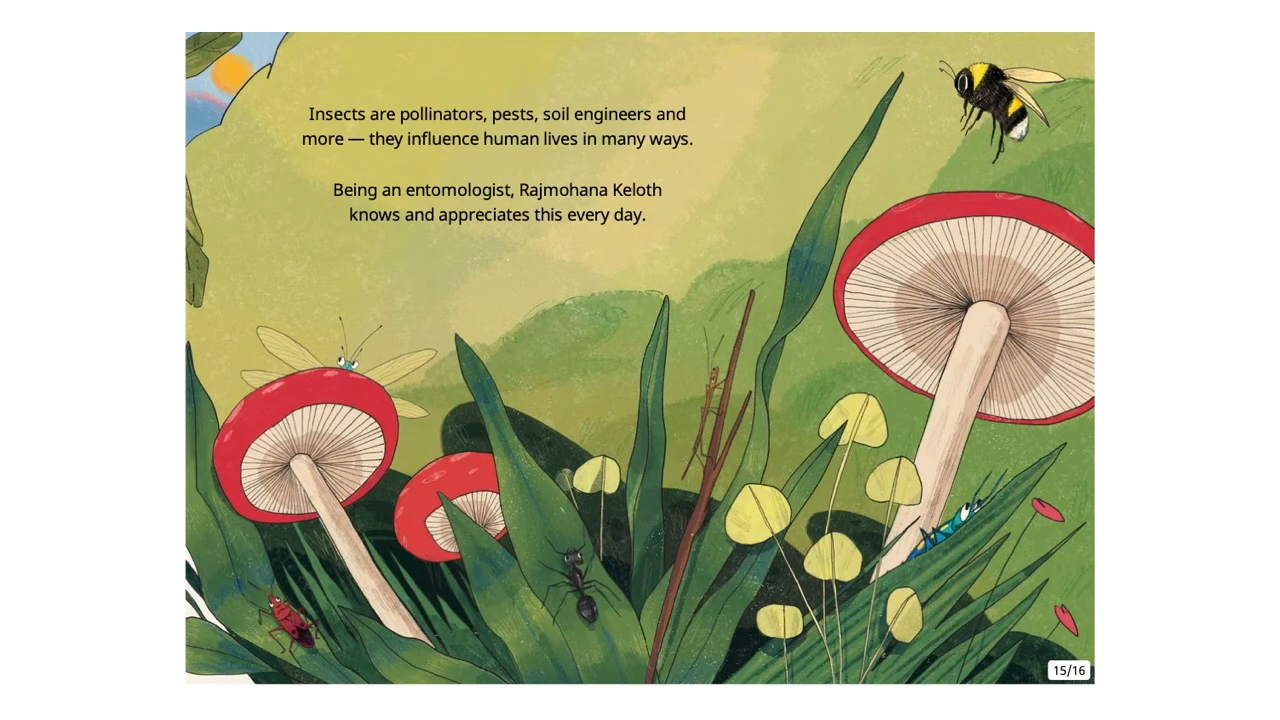 Insects are pollinators, pests, soil engineers and
more — they influence human lives in many ways.
Being an entomologist, Rajmohana Keloth
knows and appreciates this every day.
15/16